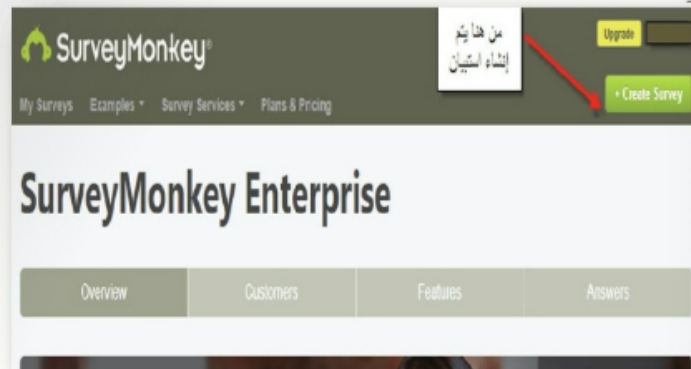 SurveyMonkey®
من هنا يتم
إنشاء استبيان
Upgrade
+ Create Survey
My Surveys Examples Survey Services Plans & Pricing
SurveyMonkey Enterprise
Overview Customers Features Answers